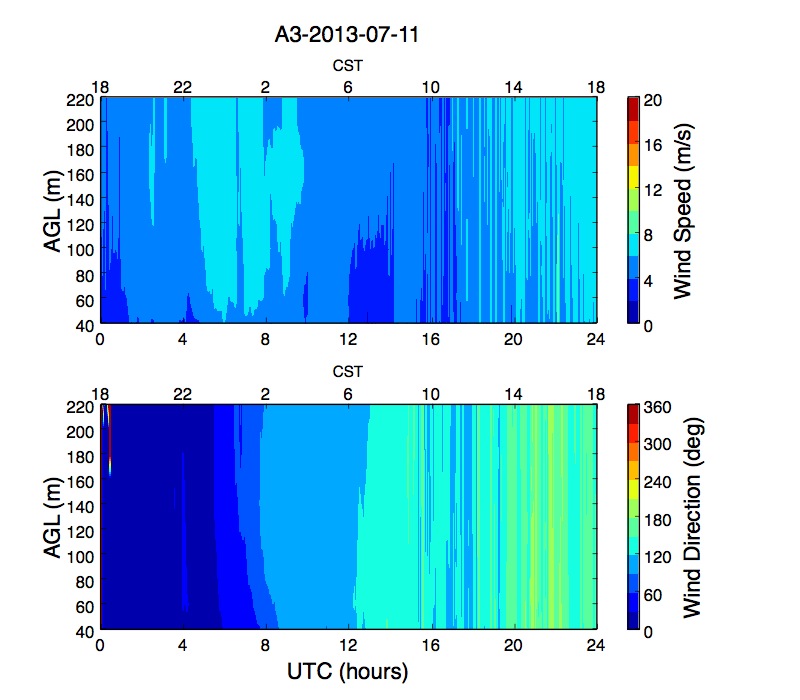 A3-2013-07-11
CST
18 22 2 6 10 14 18
220
200
180
160
140
120
100
80
60
40
AGL (m)
0 4 8 12 16 20 24
20
16
12
8
4
0
Wind Speed (m/s)
CST
18 22 2 6 10 14 18
220
200
180
160
140
120
100
80
60
40
AGL (m)
0 4 8 12 16 20 24
UTC (hours)
360
300
240
180
120
60
0
Wind Direction (deg)